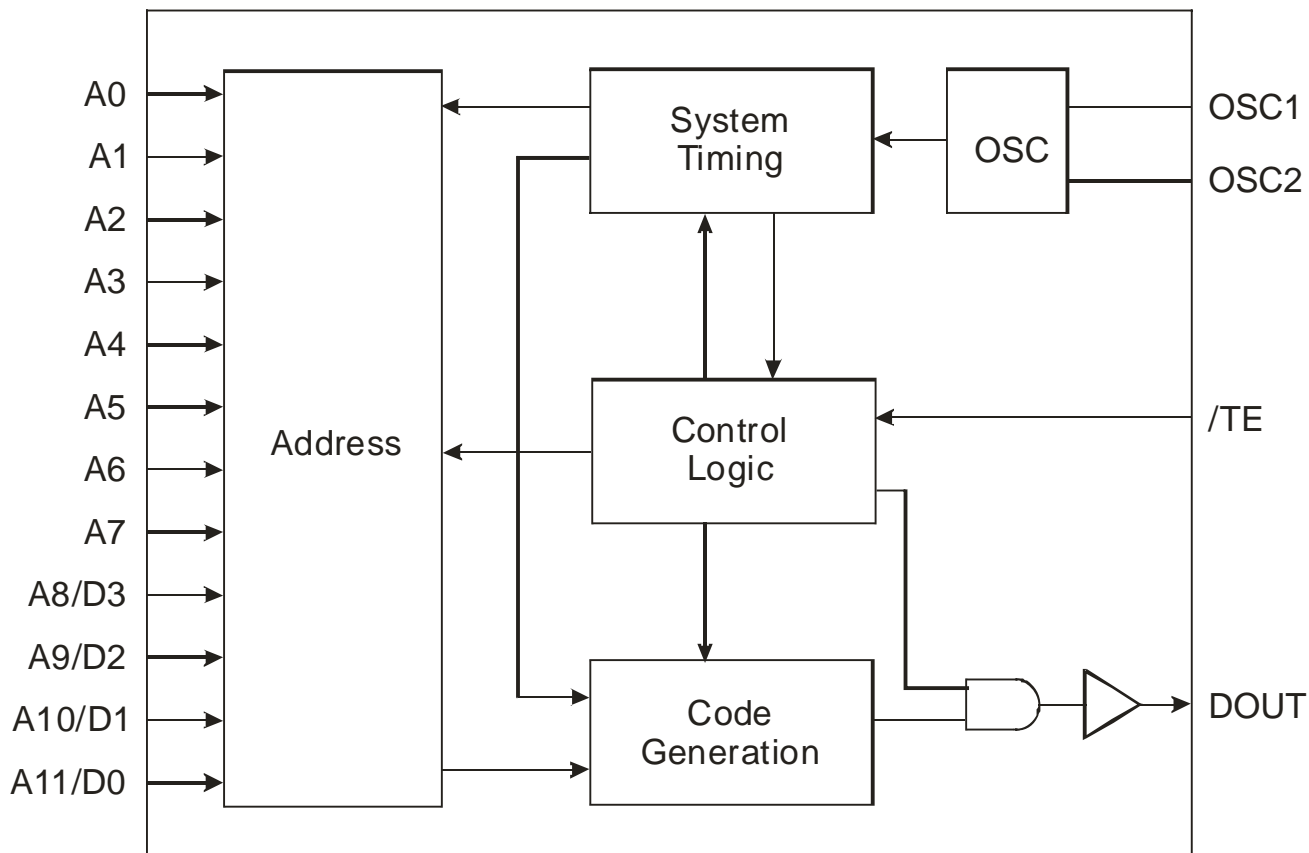 A0
A1
A2
A3
A4
A5
A6
A7
A8/D3
A9/D2
A10/D1
A11/D0
Address
System
Timing
OSC
Control
Logic
Code
Generation
OSC1
OSC2
/TE
DOUT